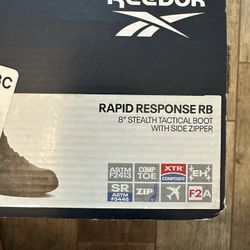 Reebok
BC
RAPID RESPONSE RB
8" STEALTH TACTICAL BOOT
WITH SIDE ZIPPER
ASTM F2413
COMP TOE
XTR COMPOSITE
EH
SR ASTM F3445
ZIP
F2A